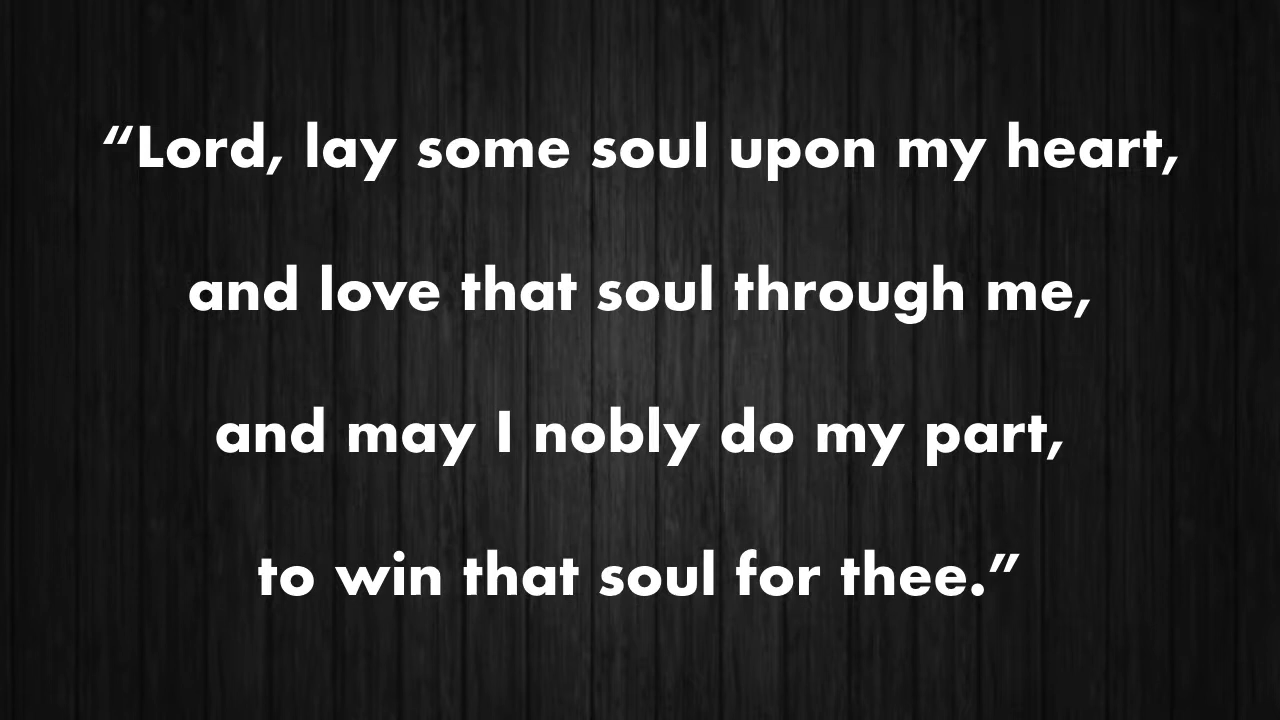 “Lord, lay some soul upon my heart,
and love that soul through me,
and may I nobly do my part,
to win that soul for thee.”